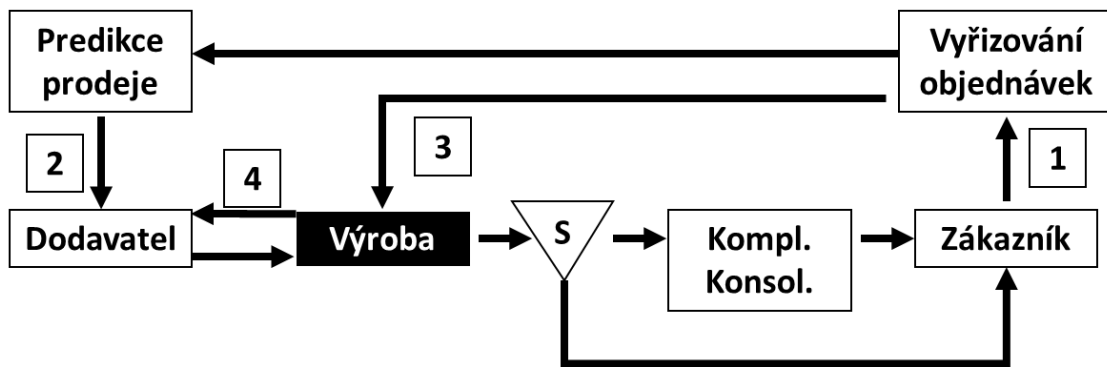 Predikce
prodeje
Vyřizování
objednávek
2
4
3
1
Dodavatel
Výroba
S
Kompl.
Konsol.
Zákazník